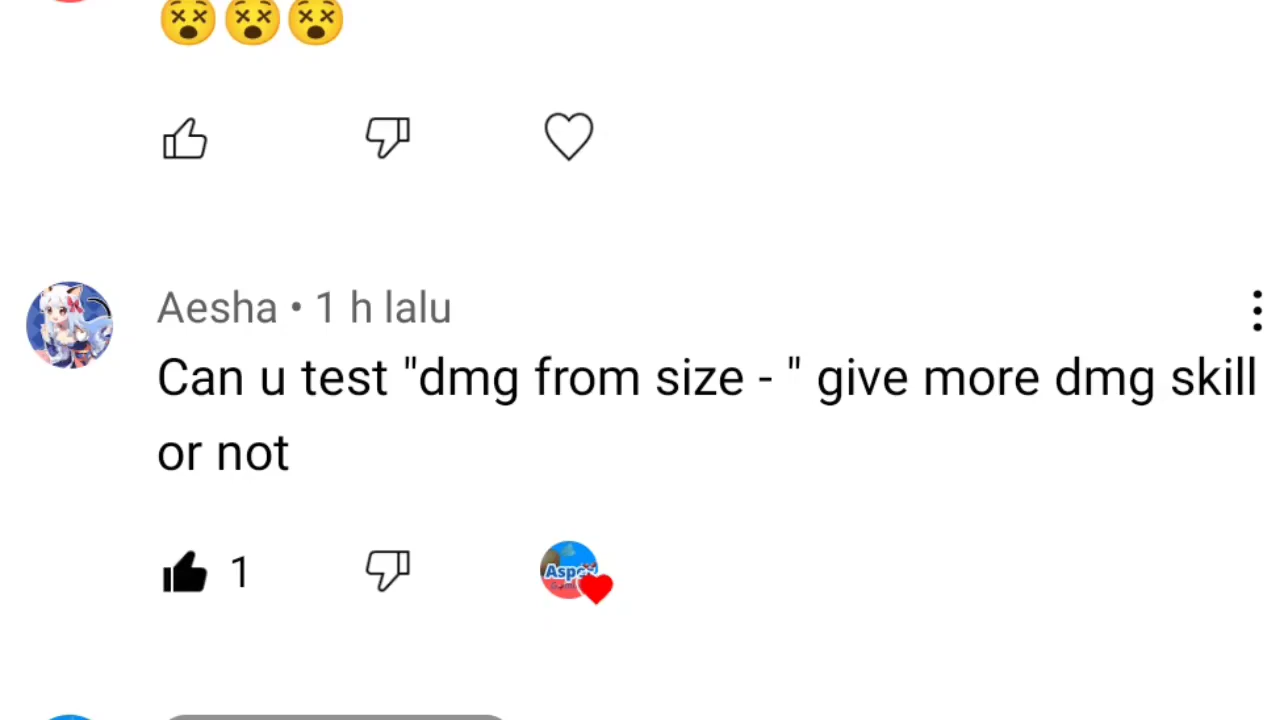 Aesha • 1 h lalu
Can u test "dmg from size - " give more dmg skill
or not
1